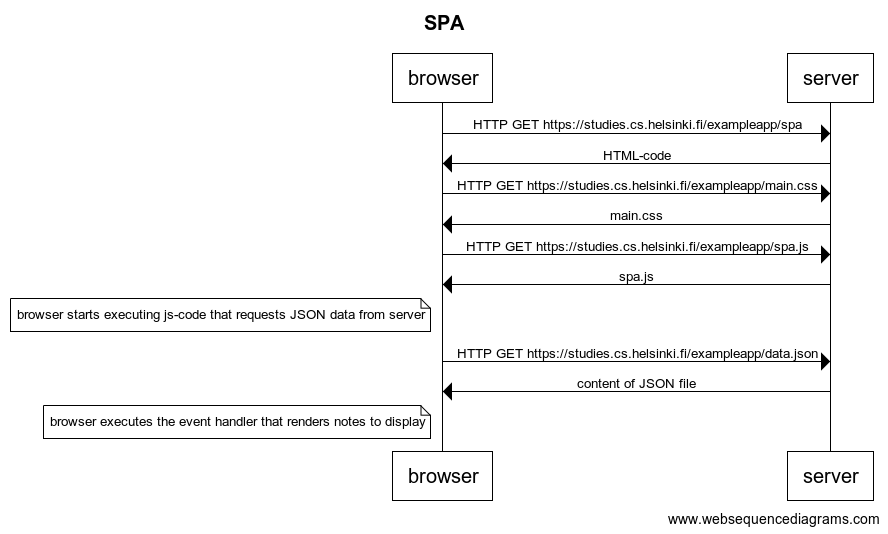 SPA
browser
server
HTTP GET https://studies.cs.helsinki.fi/exampleapp/spa
HTML-code
HTTP GET https://studies.cs.helsinki.fi/exampleapp/main.css
main.css
HTTP GET https://studies.cs.helsinki.fi/exampleapp/spa.js
spa.js
browser starts executing js-code that requests JSON data from server
HTTP GET https://studies.cs.helsinki.fi/exampleapp/data.json
content of JSON file
browser executes the event handler that renders notes to display
browser
server
www.websequencediagrams.com